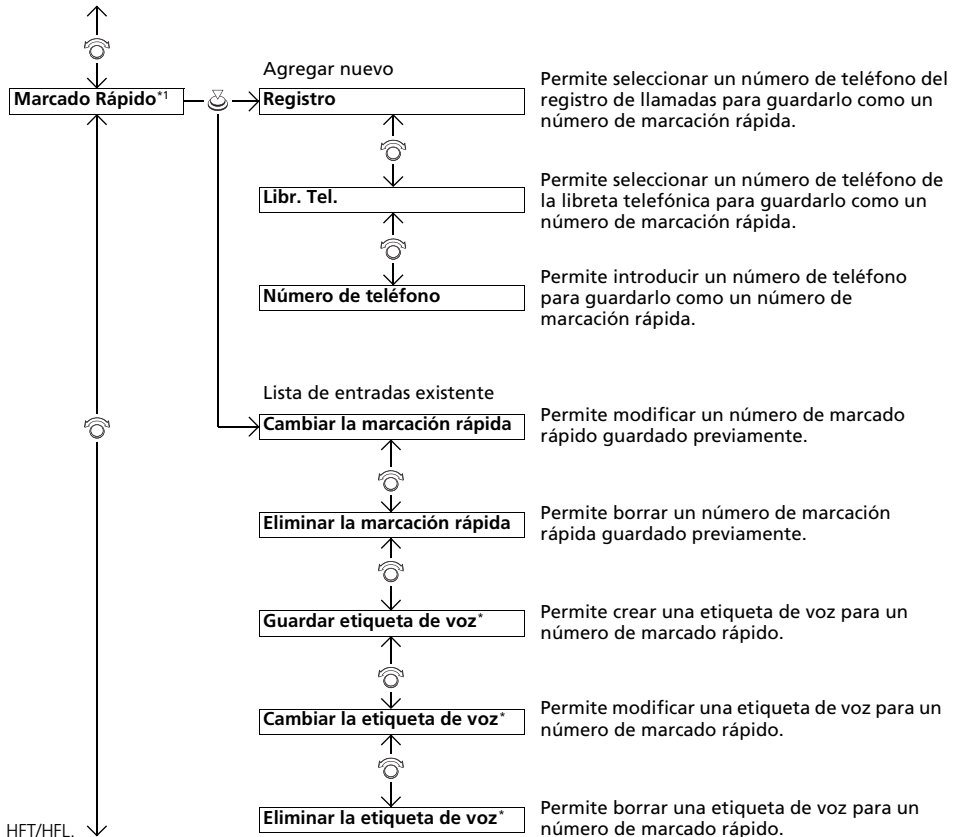 Agregar nuevo
Marcado Rápido*1
Registro
Permite seleccionar un número de teléfono del
registro de llamadas para guardarlo como un
número de marcación rápida.
Libr. Tel.
Permite seleccionar un número de teléfono de
la libreta telefónica para guardarlo como un
número de marcación rápida.
Número de teléfono
Permite introducir un número de teléfono
para guardarlo como un número de
marcación rápida.
Lista de entradas existente
Cambiar la marcación rápida
Permite modificar un número de marcado
rápido guardado previamente.
Eliminar la marcación rápida
Permite borrar un número de marcación
rápida guardado previamente.
Guardar etiqueta de voz*
Permite crear una etiqueta de voz para un
número de marcado rápido.
Cambiar la etiqueta de voz*
Permite modificar una etiqueta de voz para un
número de marcado rápido.
Eliminar la etiqueta de voz*
Permite borrar una etiqueta de voz para un
número de marcado rápido.
HFT/HFL.